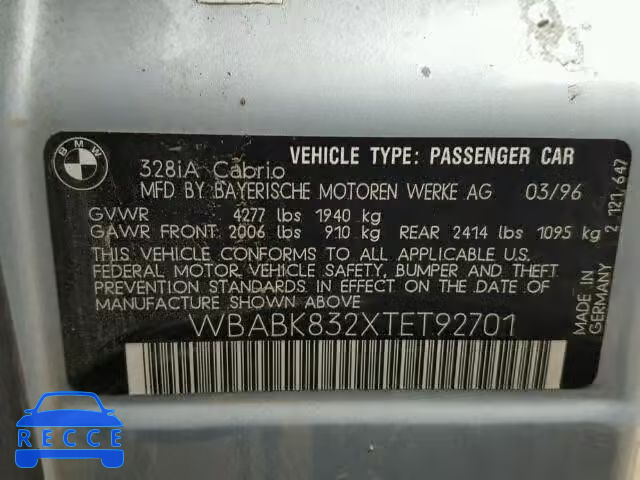 BMW
328iA Cabrio
VEHICLE TYPE: PASSENGER CAR
MFD BY BAYERISCHE MOTOREN WERKE AG 03/96
GVWR 4277 lbs 1940 kg
GAWR FRONT 2006 lbs 910 kg REAR 2414 lbs 1095 kg
THIS VEHICLE CONFORMS TO ALL APPLICABLE U.S.
FEDERAL MOTOR VEHICLE SAFETY, BUMPER AND THEFT
PREVENTION STANDARDS IN EFFECT ON THE DATE OF
MANUFACTURE SHOWN ABOVE
WBABK832XTET92701
MADE IN
GERMANY 2 121/647
RECCE